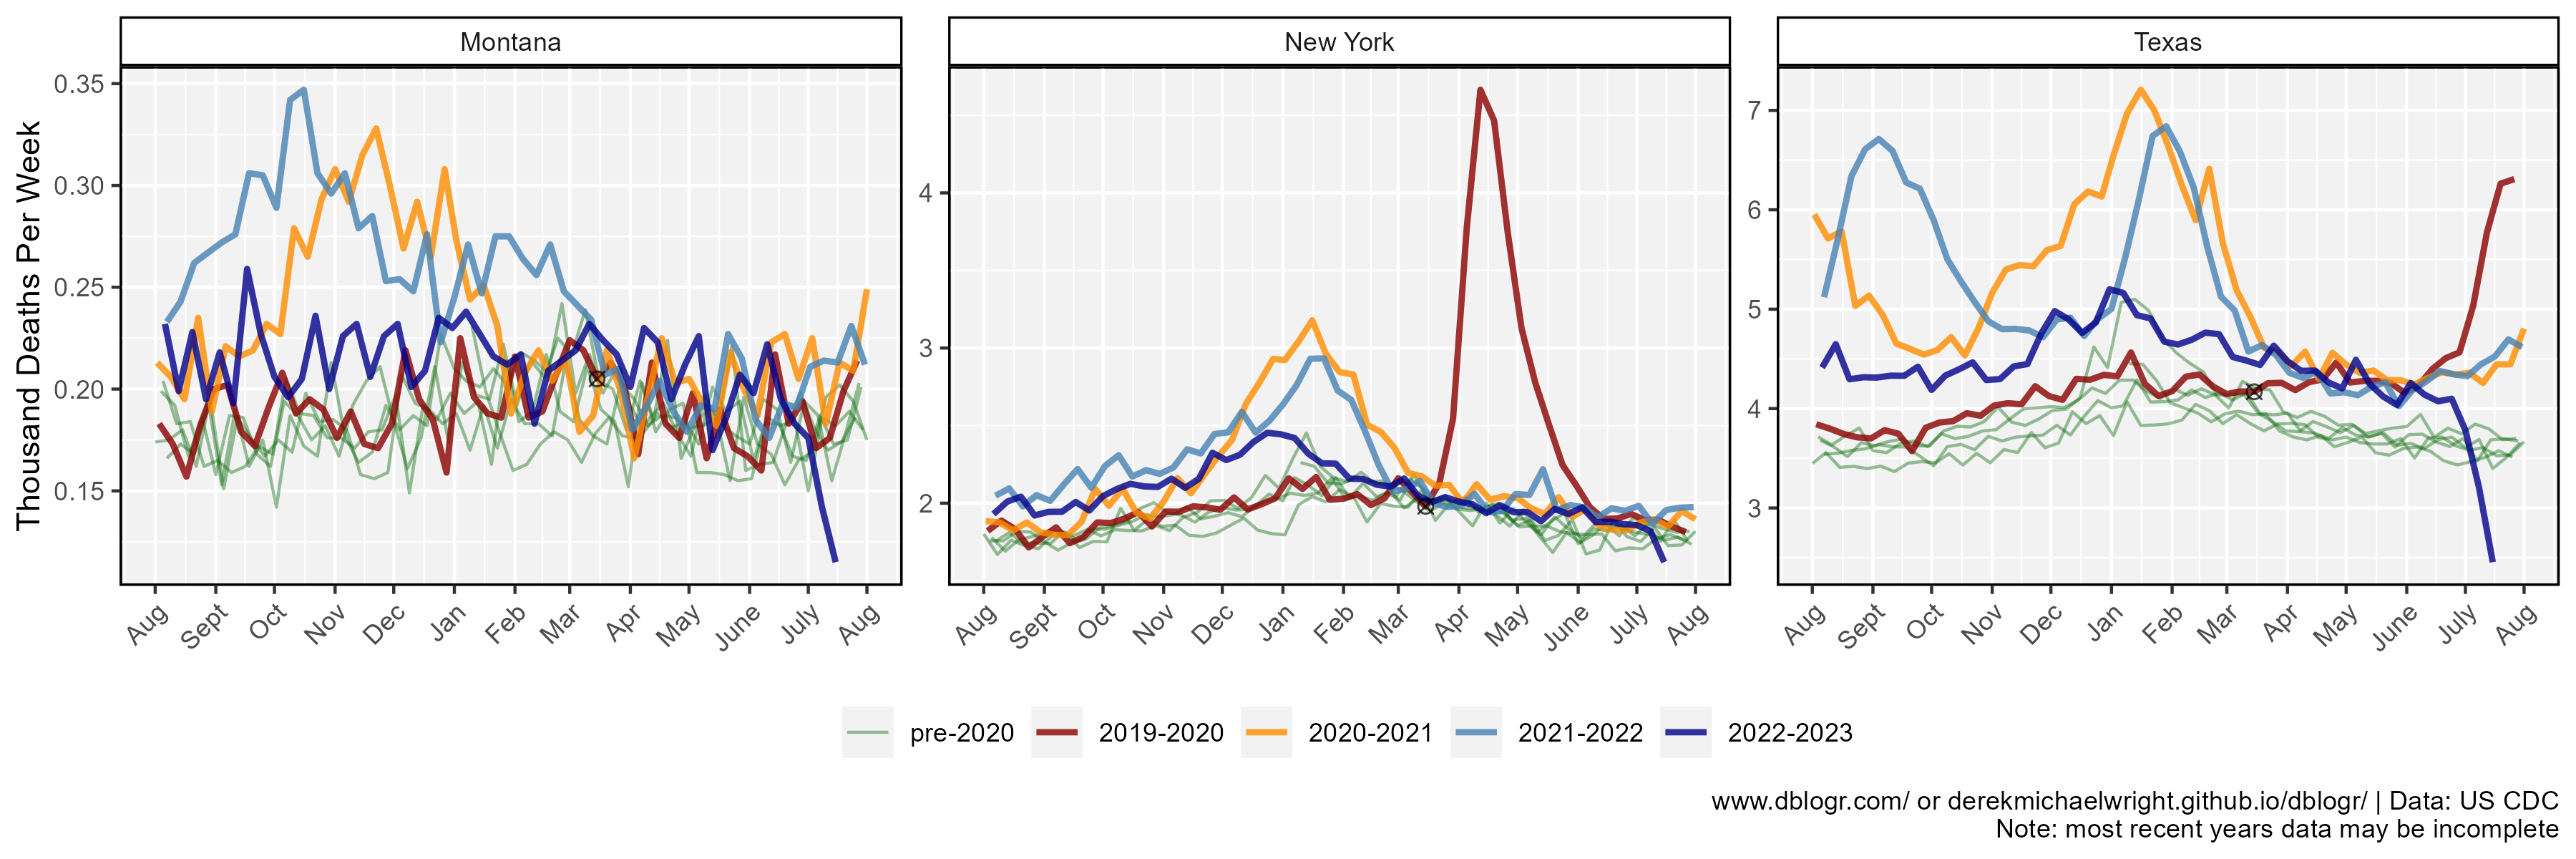 Montana
New York
Texas
Thousand Deaths Per Week
0.35
0.30
0.25
0.20
0.15
4
3
2
7
6
5
4
3
Aug Sept Oct Nov Dec Jan Feb Mar Apr May June July Aug
Aug Sept Oct Nov Dec Jan Feb Mar Apr May June July Aug
Aug Sept Oct Nov Dec Jan Feb Mar Apr May June July Aug
pre-2020 2019-2020 2020-2021 2021-2022 2022-2023
www.dblogr.com/ or derekmichaelwright.github.io/dblogr/ | Data: US CDC
Note: most recent years data may be incomplete